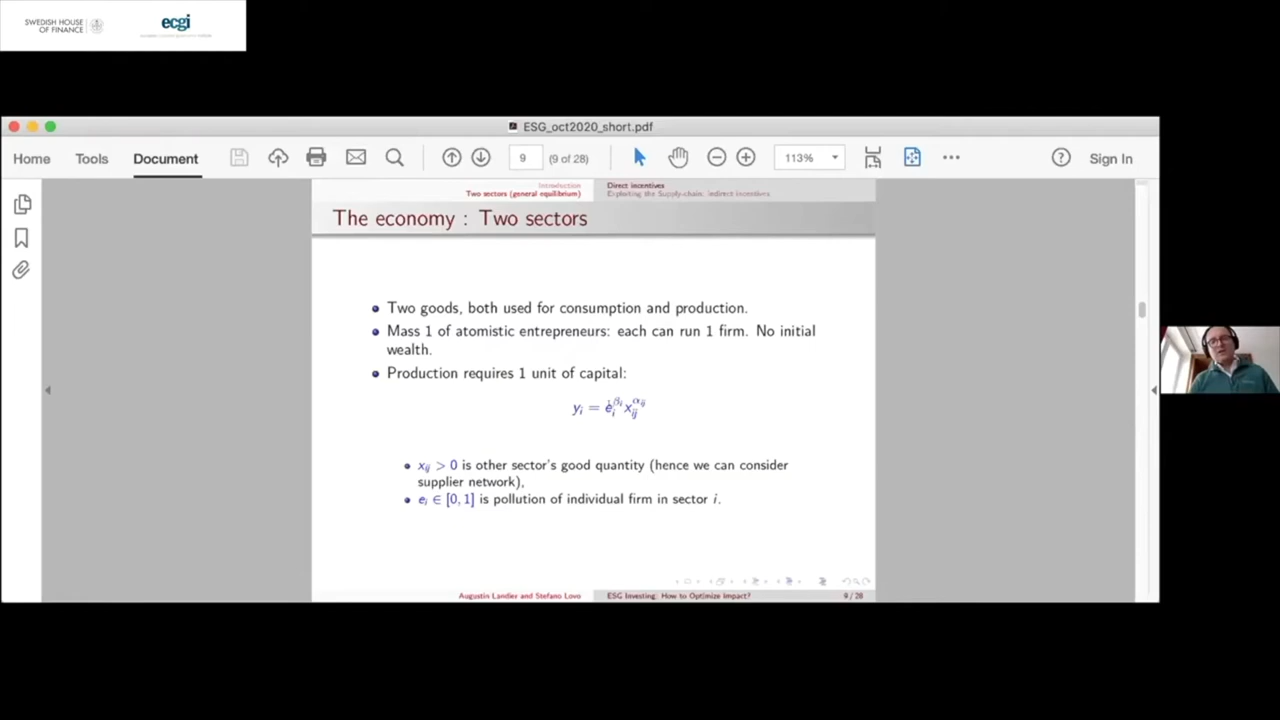 SWEDISH HOUSE
OF FINANCE
ecgi
ESG_oct2020_short.pdf
Home Tools Document 9 (9 of 28) 113% Sign In
Introduction Direct incentives
Two sectors (general equilibrium) Exploiting the Supply-chain: indirect incentives
The economy : Two sectors
Two goods, both used for consumption and production.
Mass 1 of atomistic entrepreneurs: each can run 1 firm. No initial
wealth.
Production requires 1 unit of capital:
y_i = e_i^{β_i} x_{ij}^{α_{ij}}
x_{ij} > 0 is other sector's good quantity (hence we can consider
supplier network),
e_i ∈ [0, 1] is pollution of individual firm in sector i.
Augustin Landier and Stefano Lovo ESG Investing: How to Optimize Impact? 9 / 28